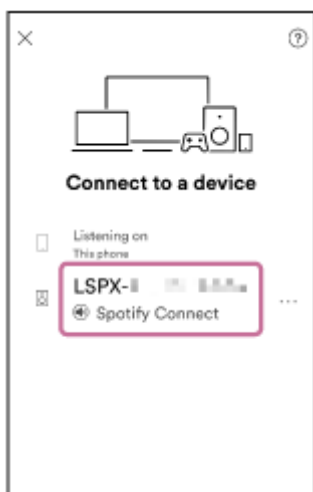 Connect to a device
Listening on
This phone
LSPX-
Spotify Connect